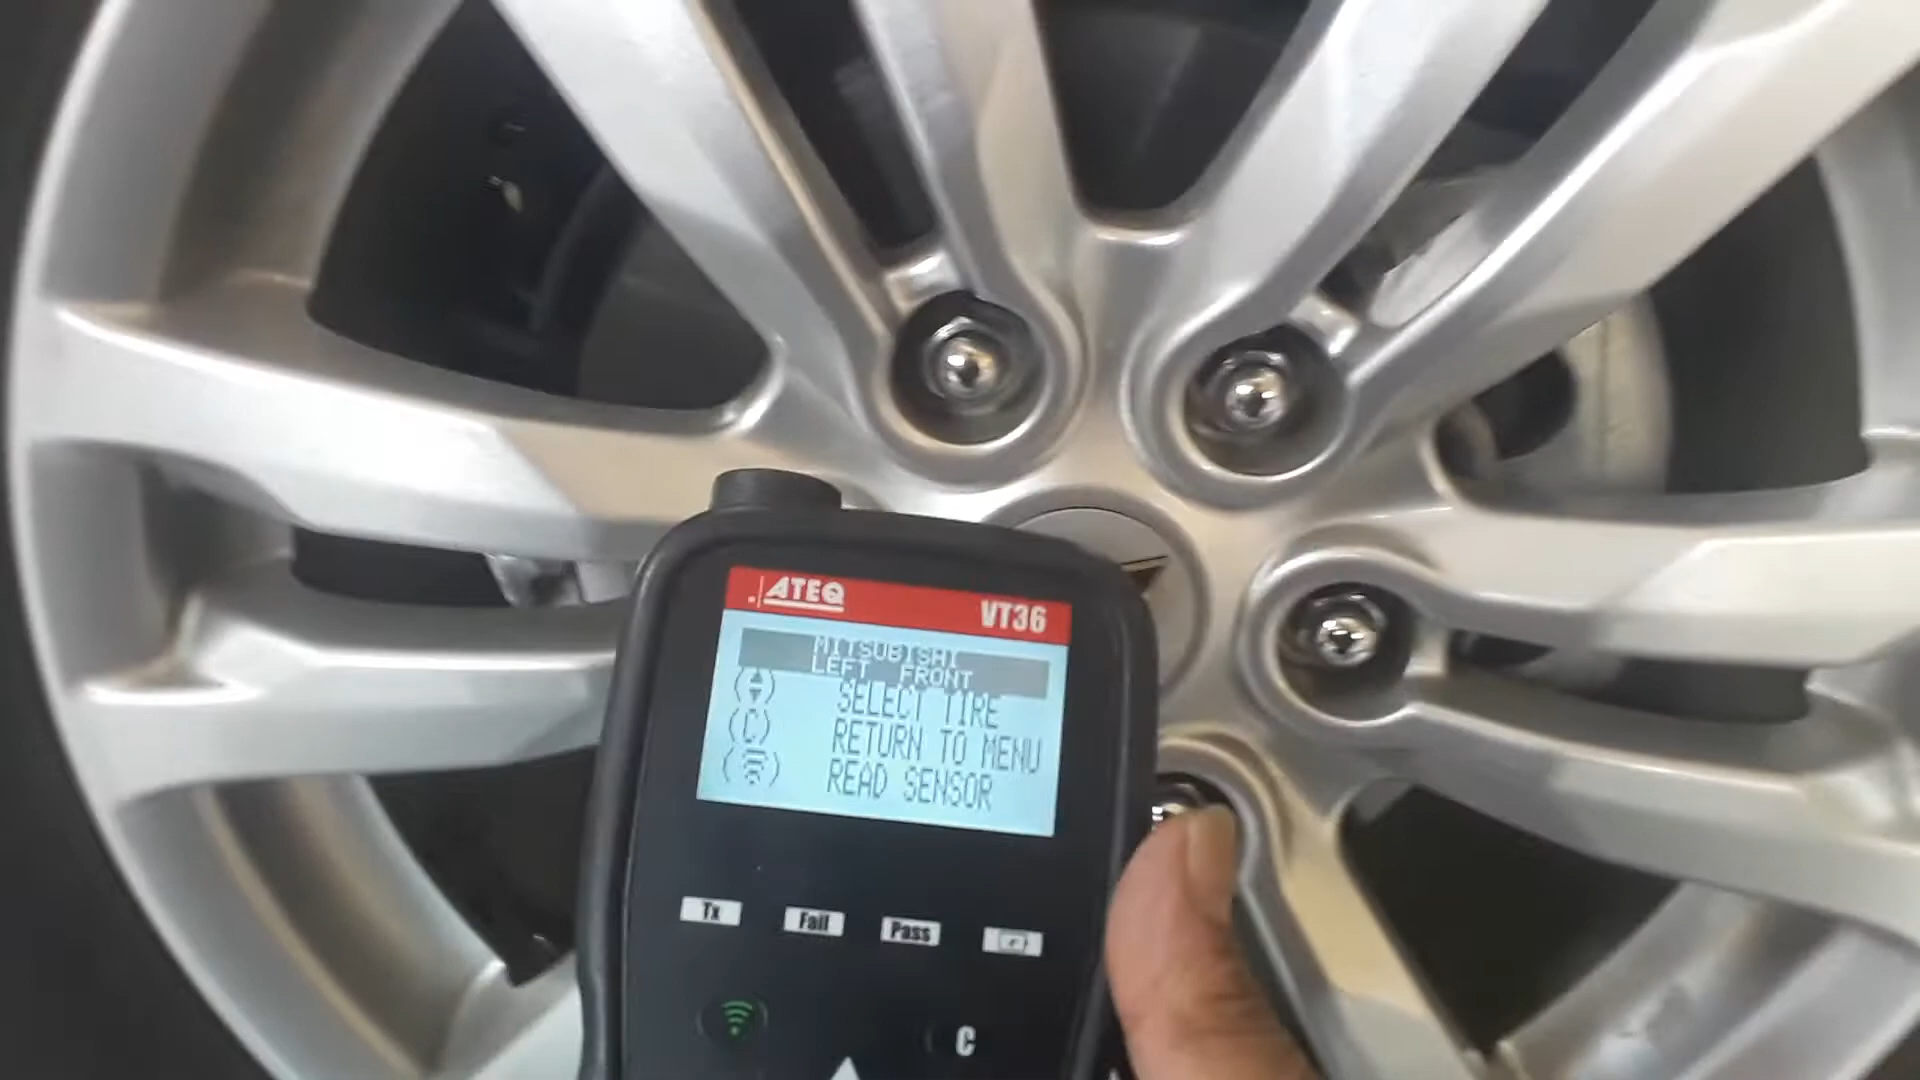 ATEQ
VT36
MITSUBISHI
LEFT FRONT
SELECT TIRE
(C) RETURN TO MENU
READ SENSOR
Tx Fail Pass
C